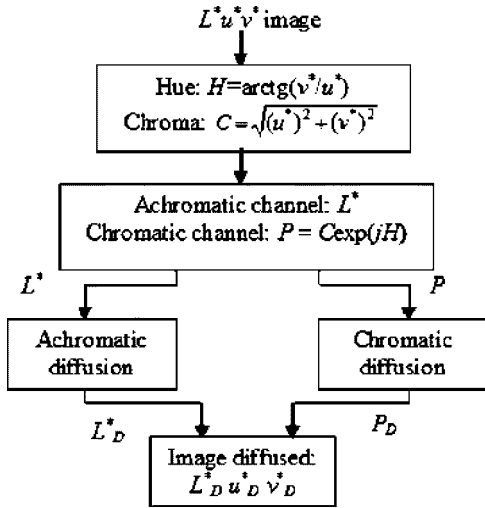 L*u*v* image
Hue: H=arctg(v*/u*)
Chroma: C=√(u*)²+(v*)²
Achromatic channel: L*
Chromatic channel: P = Cexp(jH)
L*
P
Achromatic
diffusion
Chromatic
diffusion
L*D
PD
Image diffused:
L*D u*D v*D